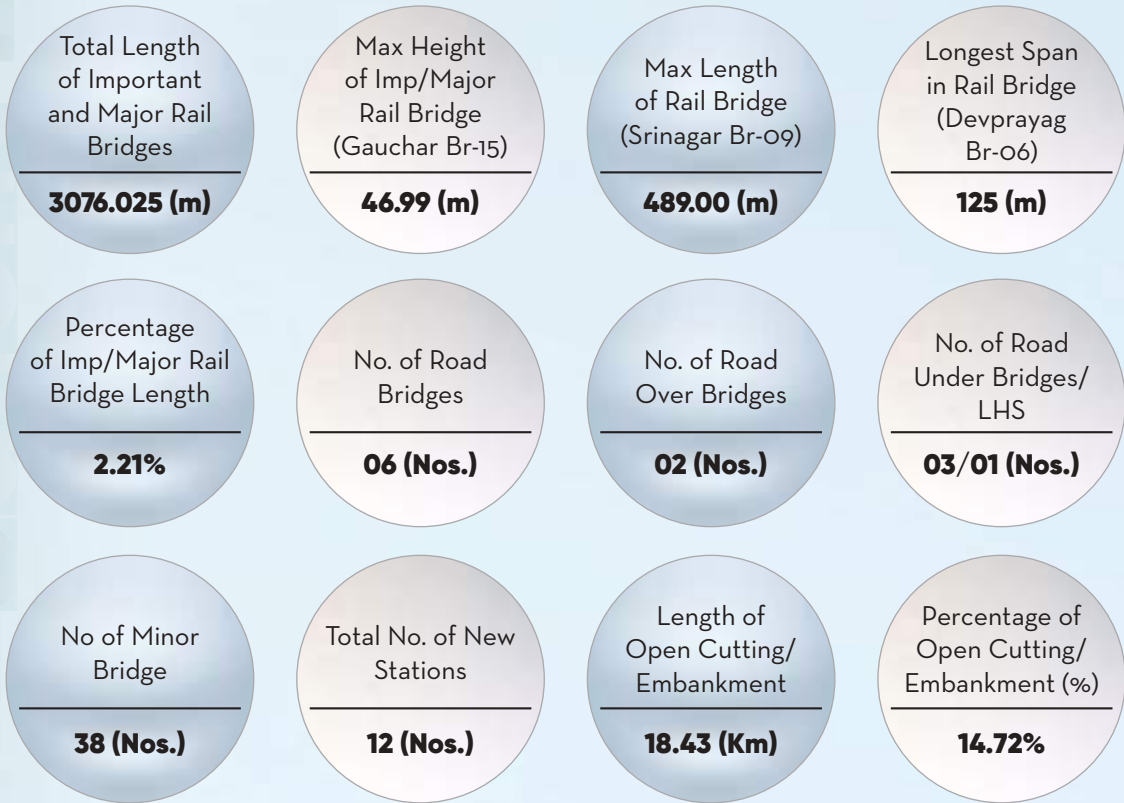 Total Length
of Important
and Major Rail
Bridges
3076.025 (m)
Max Height
of Imp/Major
Rail Bridge
(Gauchar Br-15)
46.99 (m)
Max Length
of Rail Bridge
(Srinagar Br-09)
489.00 (m)
Longest Span
in Rail Bridge
(Devprayag
Br-06)
125 (m)
Percentage
of Imp/Major Rail
Bridge Length
2.21%
No. of Road
Bridges
06 (Nos.)
No. of Road
Over Bridges
02 (Nos.)
No. of Road
Under Bridges/
LHS
03/01 (Nos.)
No of Minor
Bridge
38 (Nos.)
Total No. of New
Stations
12 (Nos.)
Length of
Open Cutting/
Embankment
18.43 (Km)
Percentage of
Open Cutting/
Embankment (%)
14.72%